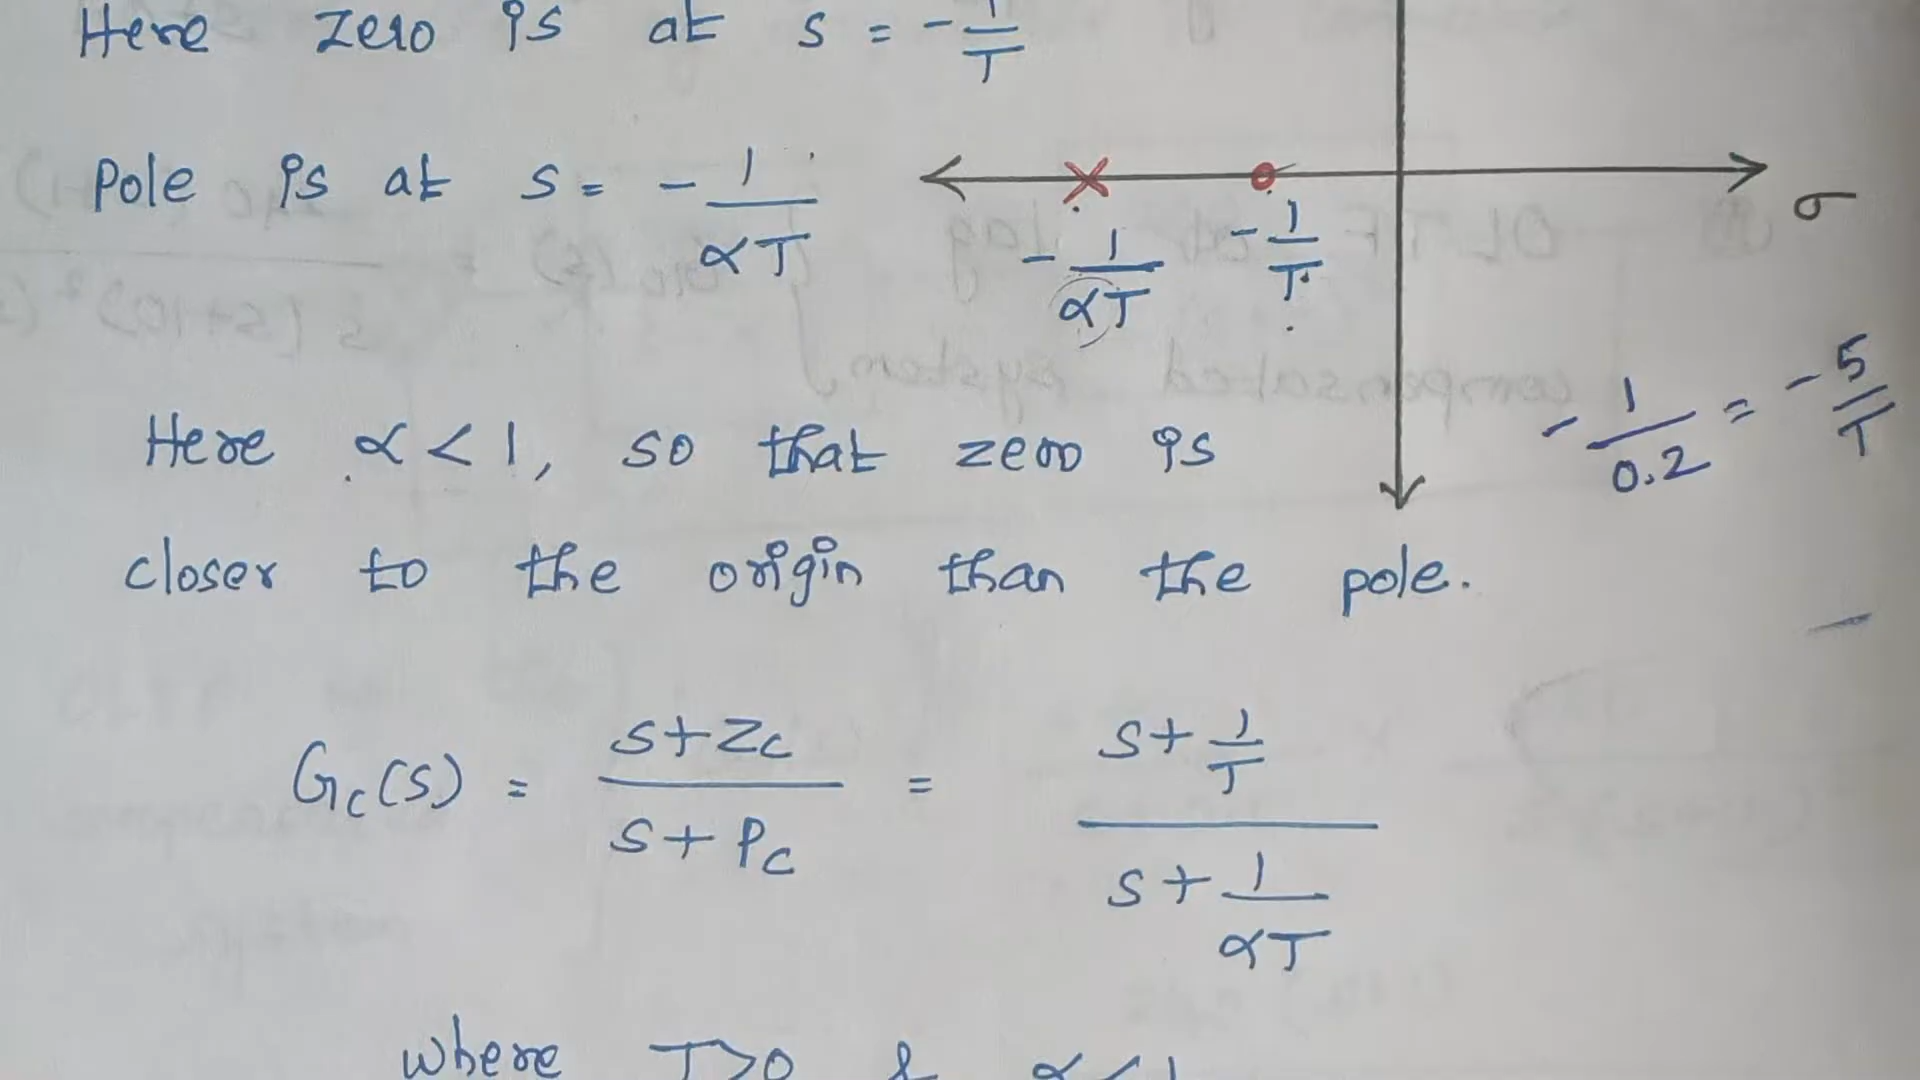 Here zero is at s = -1/T
Pole is at s = -1/αT
σ
-1/αT -1/T
-1/0.2 = -5/T
Here α < 1, so that zero is
closer to the origin than the pole.
Gc(s) = (s+Zc)/(s+Pc) = (s+1/T)/(s+1/αT)
where T>0 & α<1